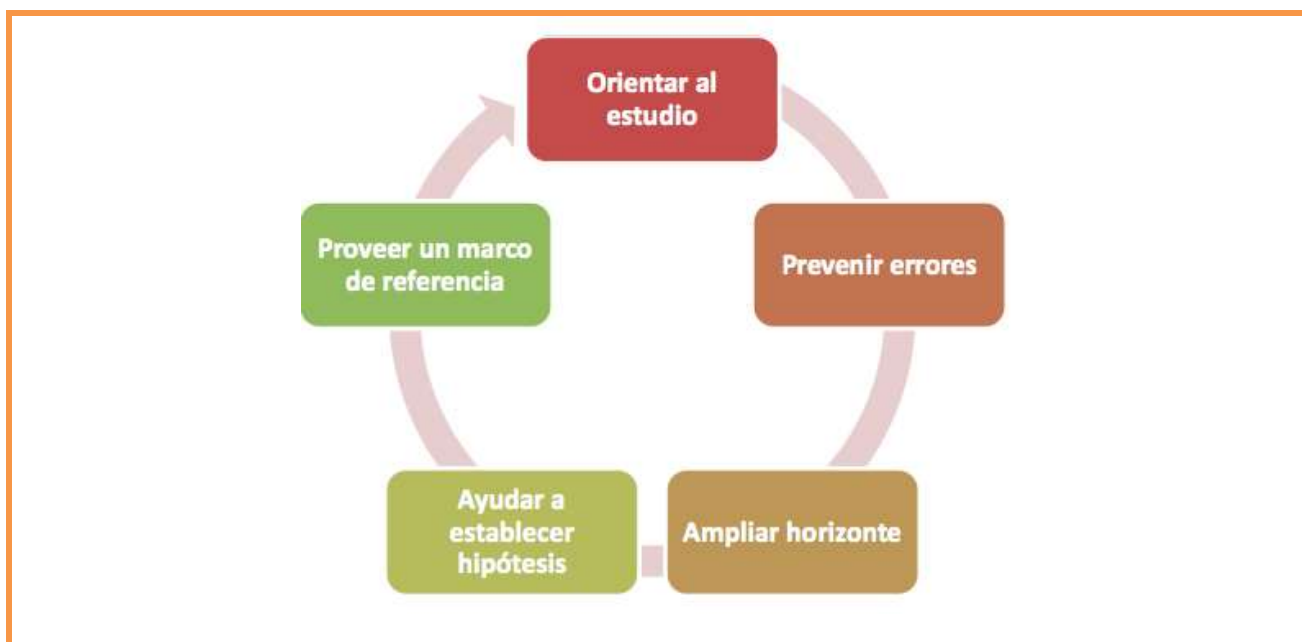 Orientar al
estudio
Prevenir errores
Ampliar horizonte
Ayudar a
establecer
hipótesis
Proveer un marco
de referencia